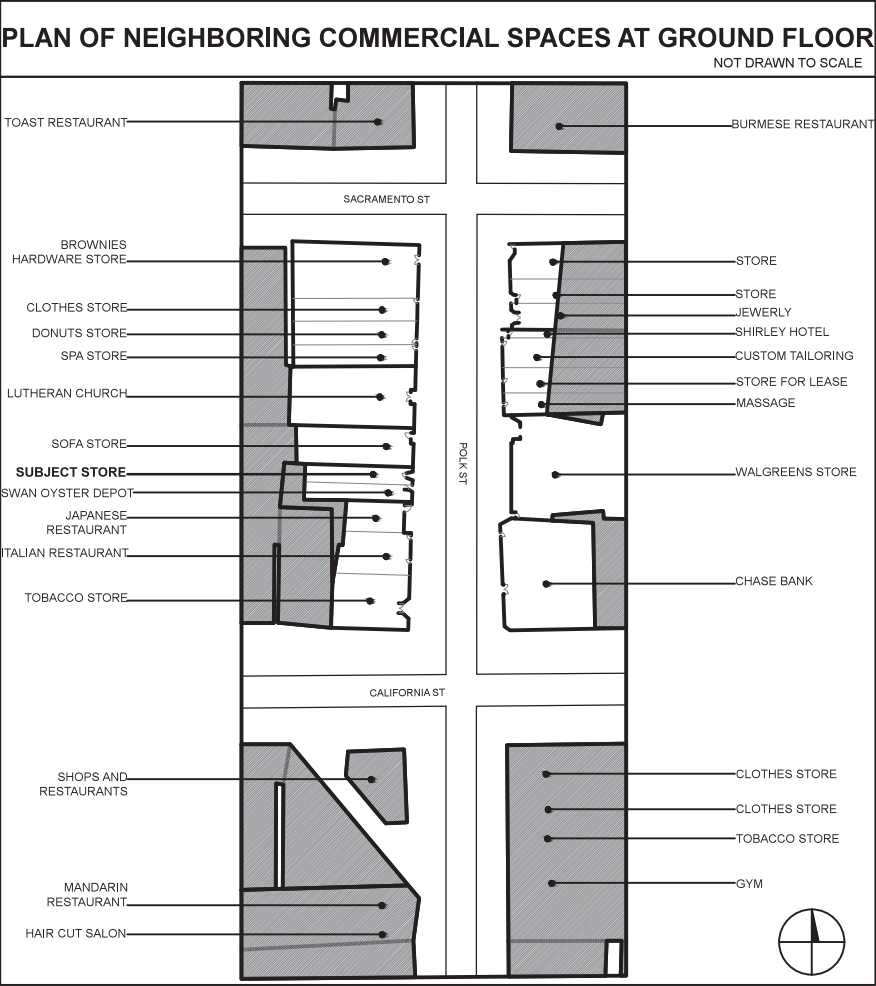 PLAN OF NEIGHBORING COMMERCIAL SPACES AT GROUND FLOOR
NOT DRAWN TO SCALE
TOAST RESTAURANT
BURMESE RESTAURANT
SACRAMENTO ST
BROWNIES
HARDWARE STORE
CLOTHES STORE
DONUTS STORE
SPA STORE
LUTHERAN CHURCH
SOFA STORE
SUBJECT STORE
SWAN OYSTER DEPOT
JAPANESE
RESTAURANT
ITALIAN RESTAURANT
TOBACCO STORE
POLK ST
STORE
STORE
JEWERLY
SHIRLEY HOTEL
CUSTOM TAILORING
STORE FOR LEASE
MASSAGE
WALGREENS STORE
CHASE BANK
CALIFORNIA ST
SHOPS AND
RESTAURANTS
MANDARIN
RESTAURANT
HAIR CUT SALON
CLOTHES STORE
CLOTHES STORE
TOBACCO STORE
GYM